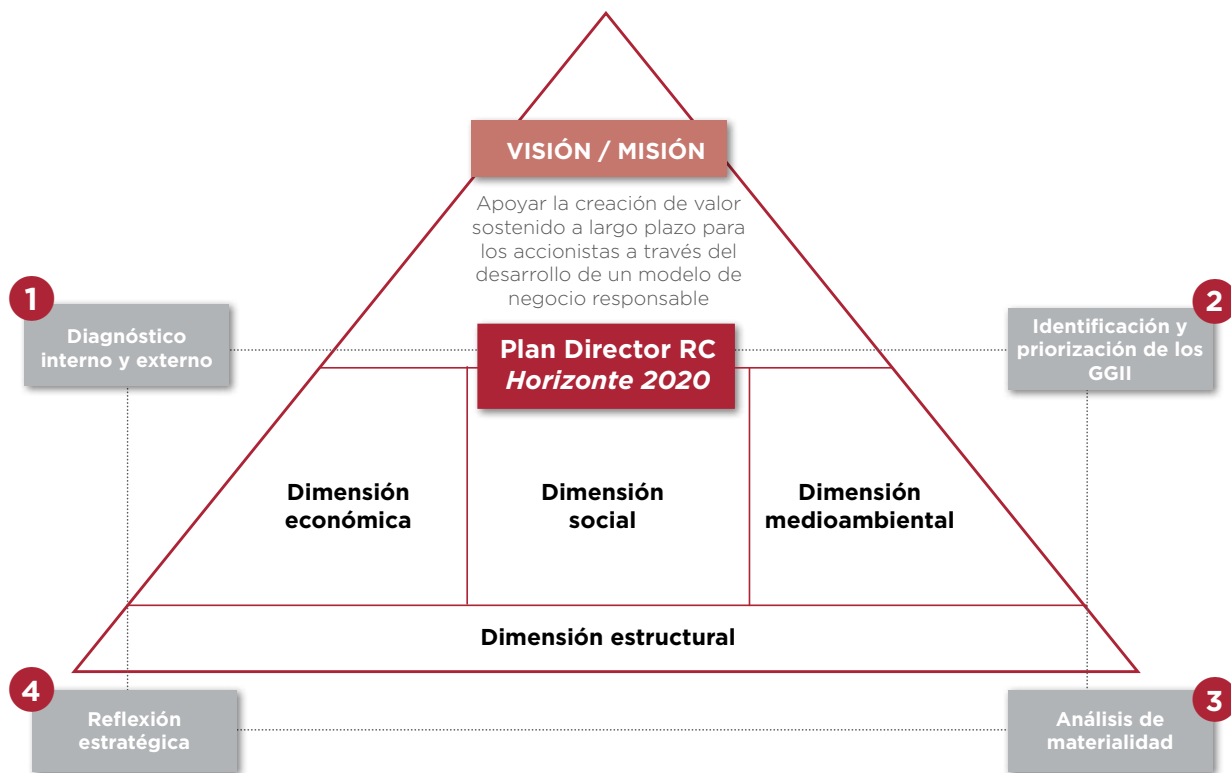 VISIÓN / MISIÓN
Apoyar la creación de valor
sostenido a largo plazo para
los accionistas a través del
desarrollo de un modelo de
negocio responsable
1
Diagnóstico
interno y externo
Plan Director RC
Horizonte 2020
2
Identificación y
priorización de los
GGII
Dimensión
económica
Dimensión
social
Dimensión
medioambiental
Dimensión estructural
4
Reflexión
estratégica
3
Análisis de
materialidad